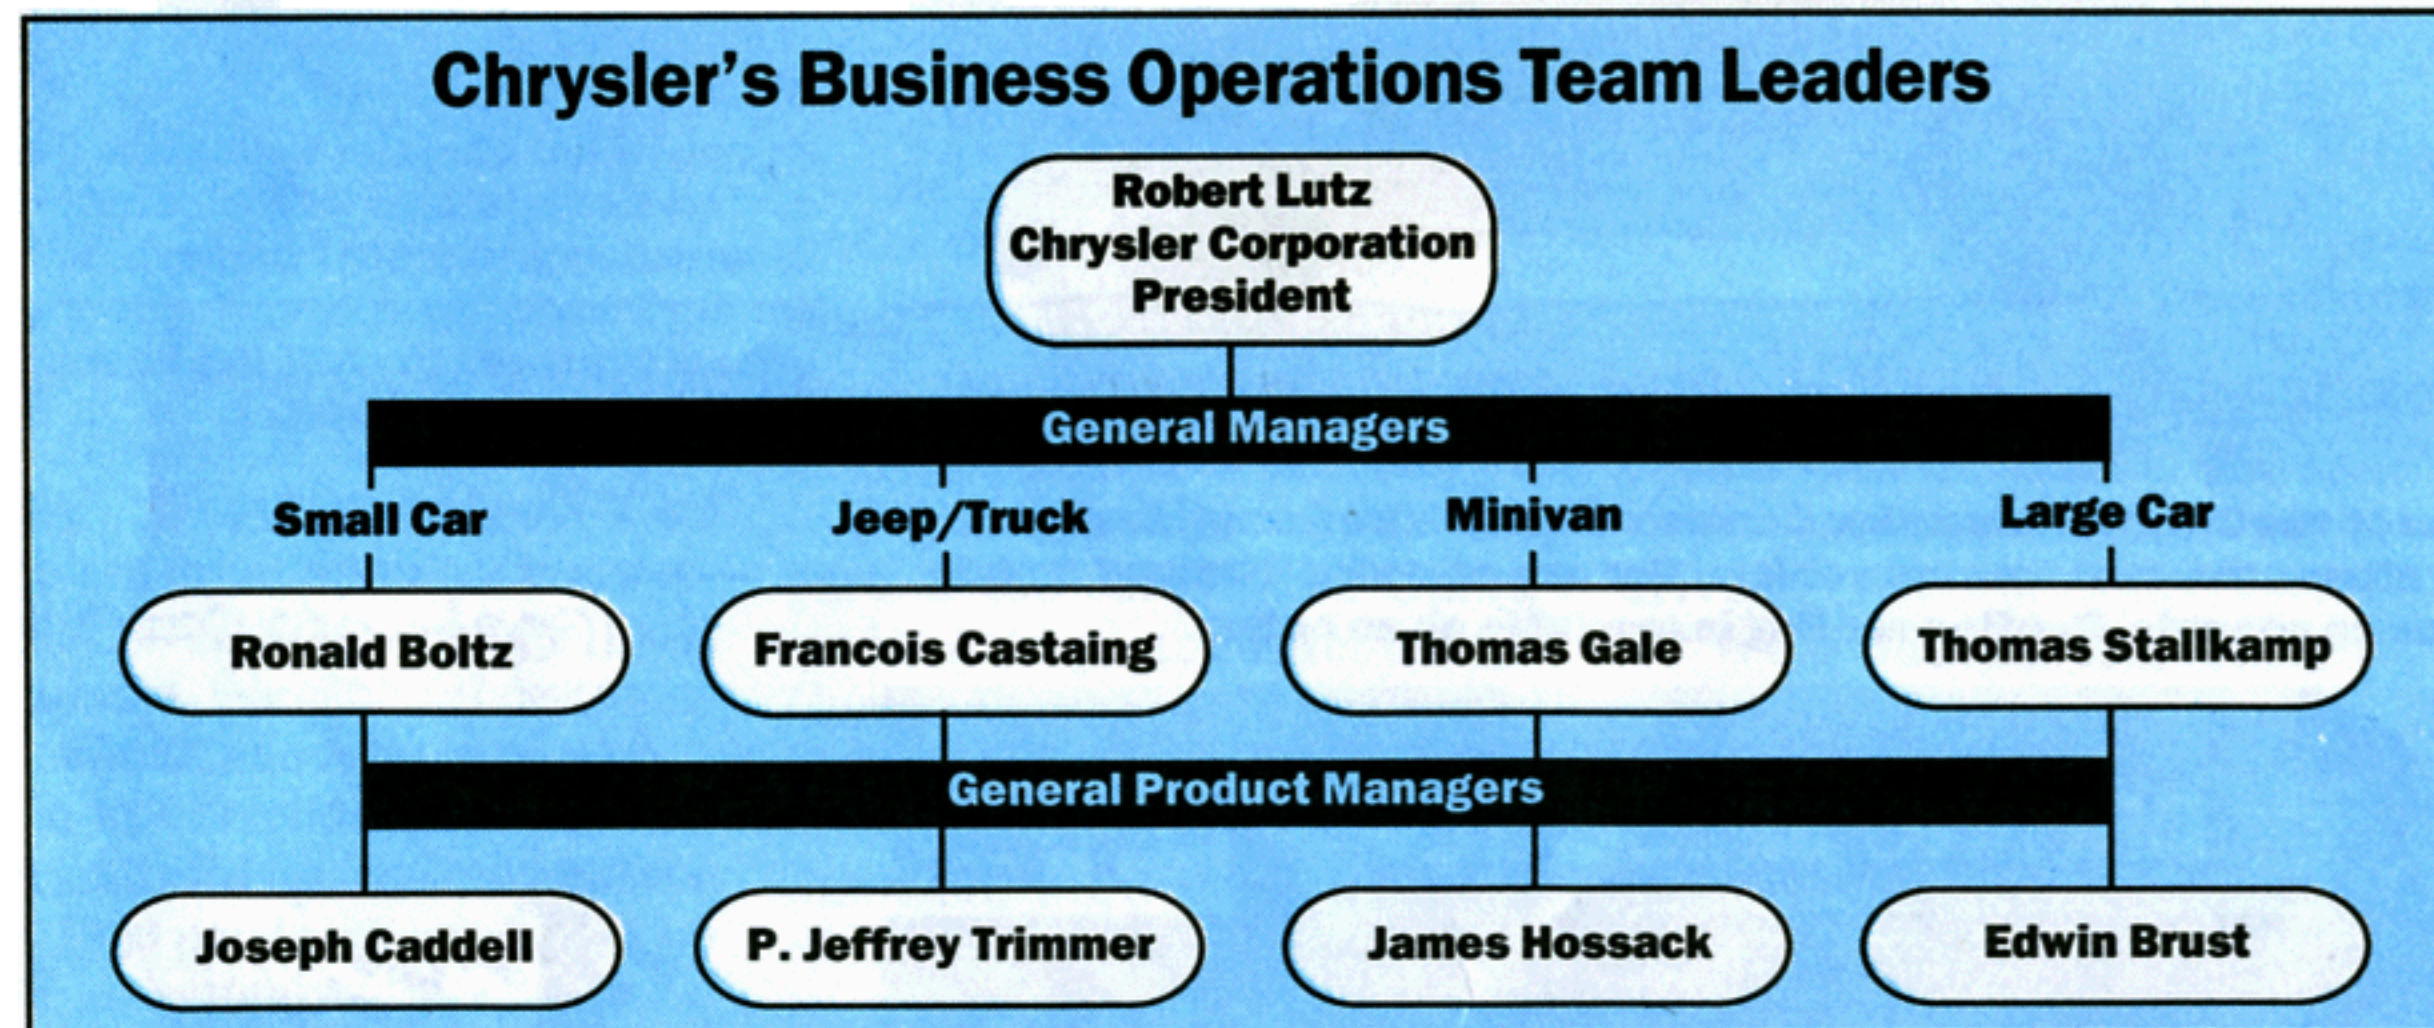 Chrysler's Business Operations Team Leaders
Robert Lutz
Chrysler Corporation
President
General Managers
Small Car
Jeep/Truck
Minivan
Large Car
Ronald Boltz
Francois Castaing
Thomas Gale
Thomas Stallkamp
General Product Managers
Joseph Caddell
P. Jeffrey Trimmer
James Hossack
Edwin Brust